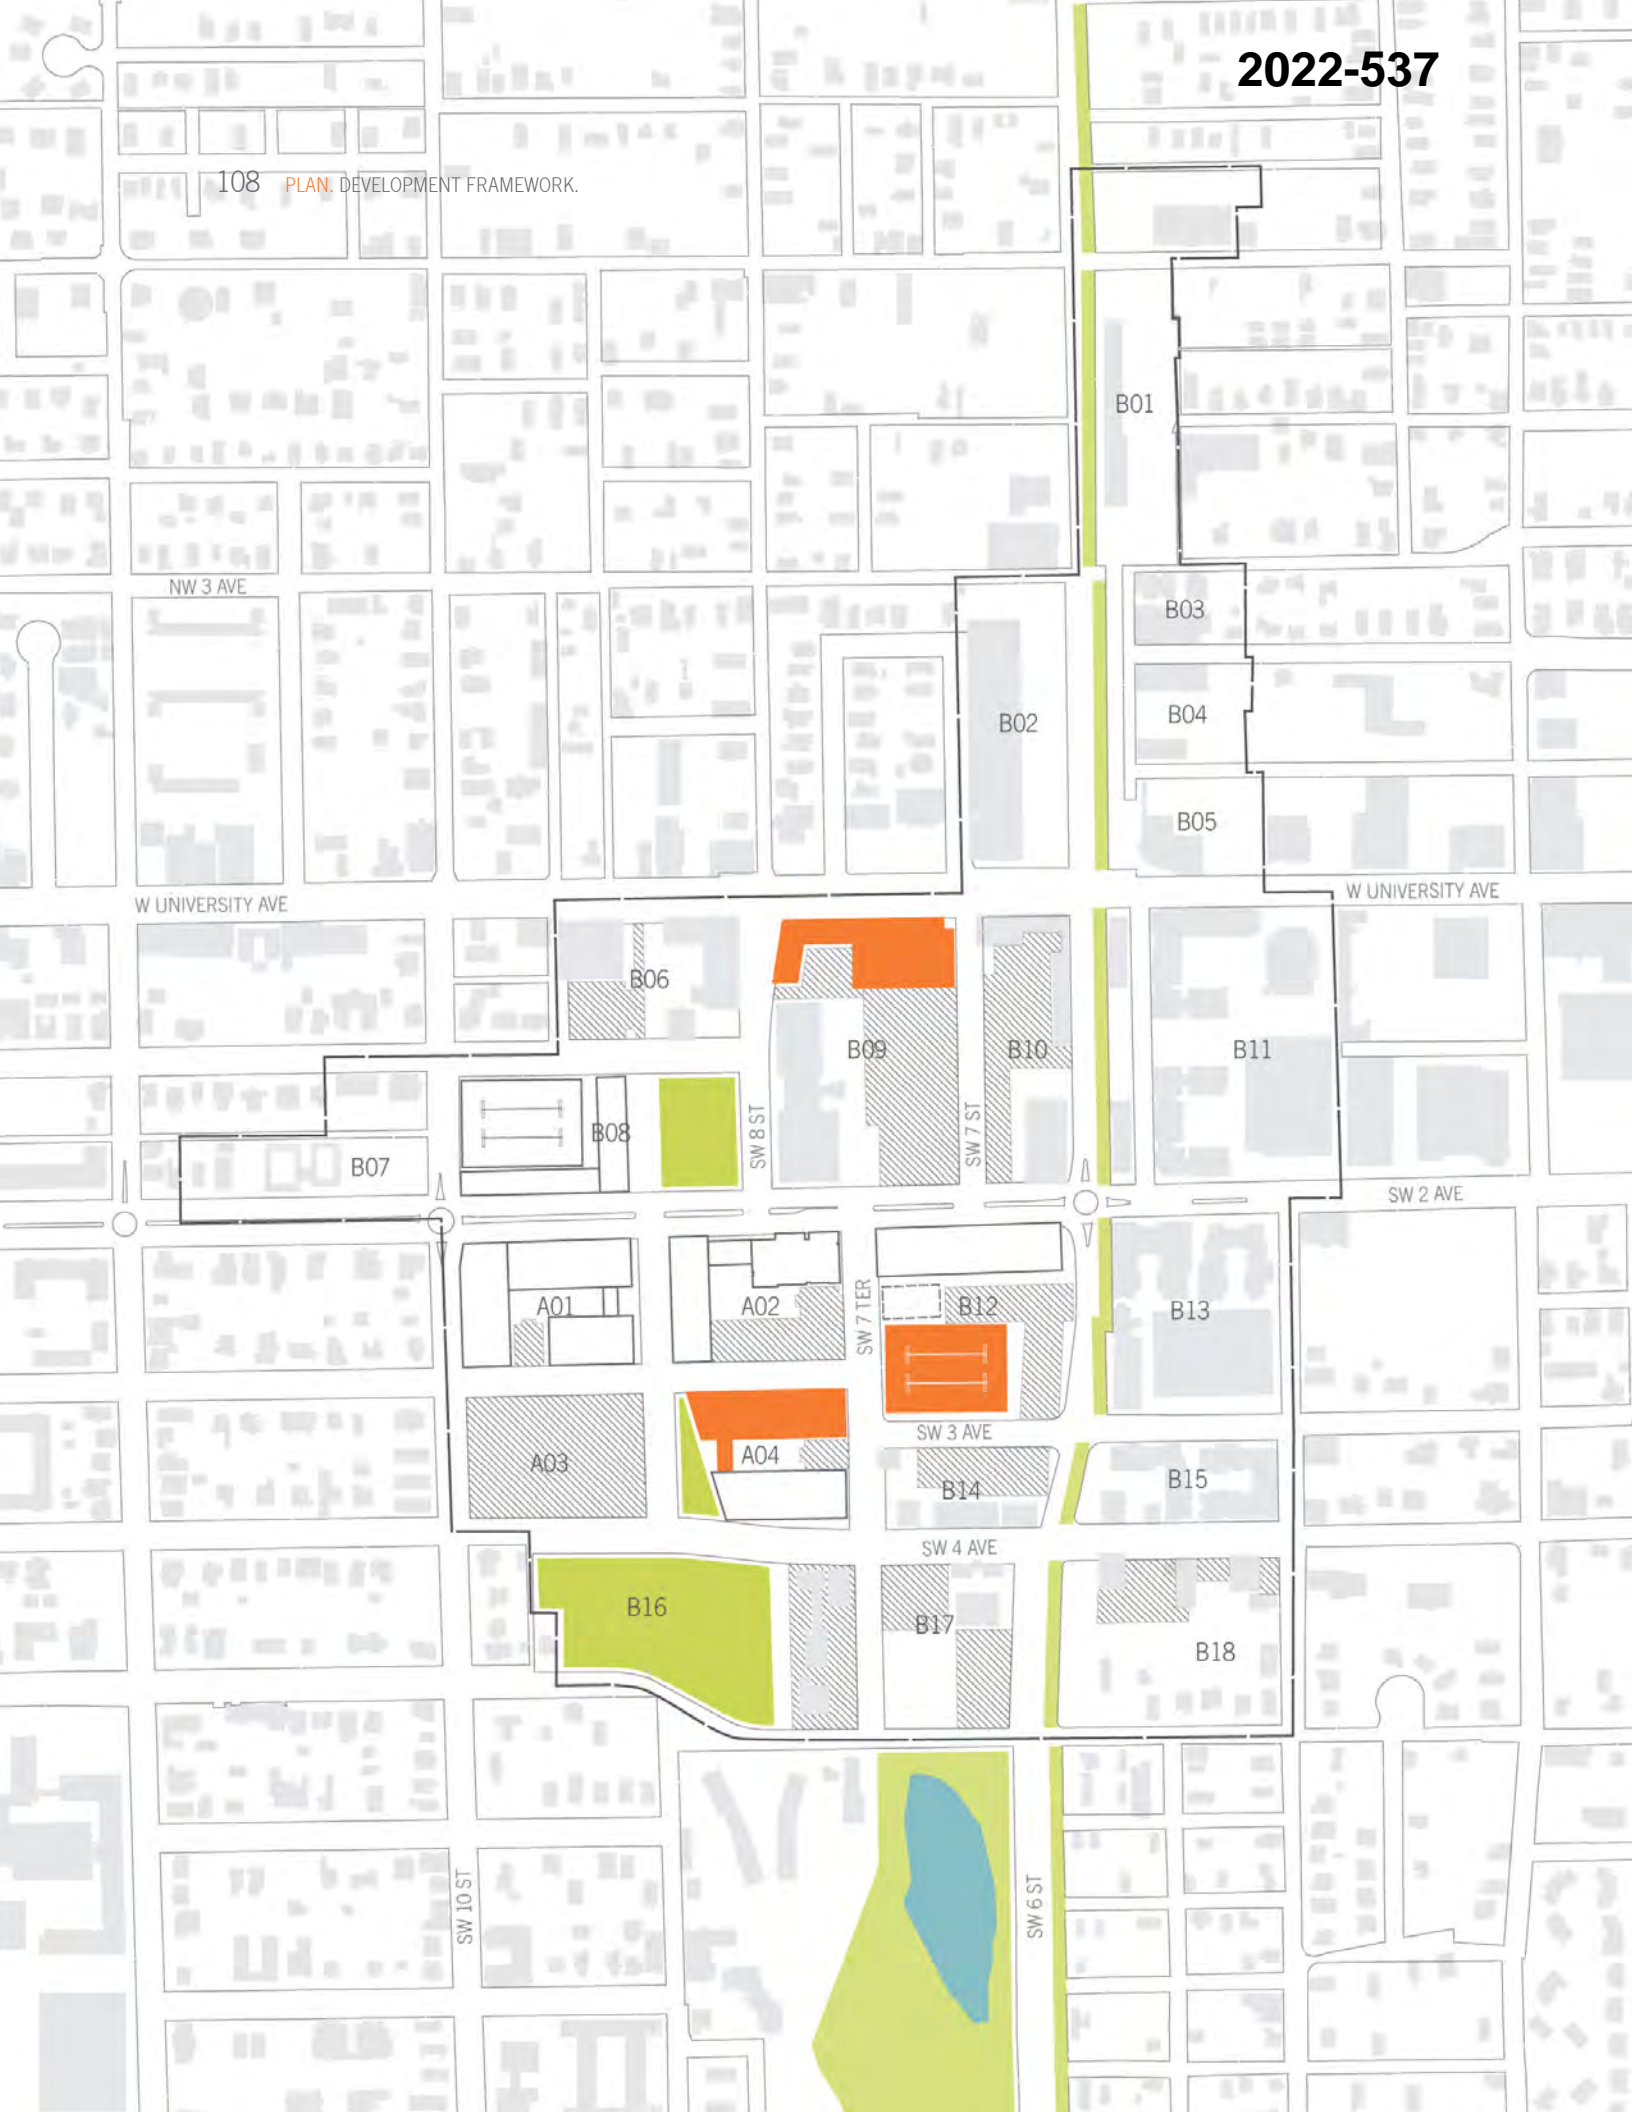 2022-537
108 PLAN. DEVELOPMENT FRAMEWORK.
B01
NW 3 AVE
B03
B04
B02
B05
W UNIVERSITY AVE
W UNIVERSITY AVE
B06
B09
B10
B11
B08
SW 8 ST
SW 7 ST
B07
SW 2 AVE
A01
A02
SW 7 TER
B12
B13
SW 3 AVE
A03
A04
B14
B15
SW 4 AVE
B16
B17
B18
SW 10 ST
SW 6 ST